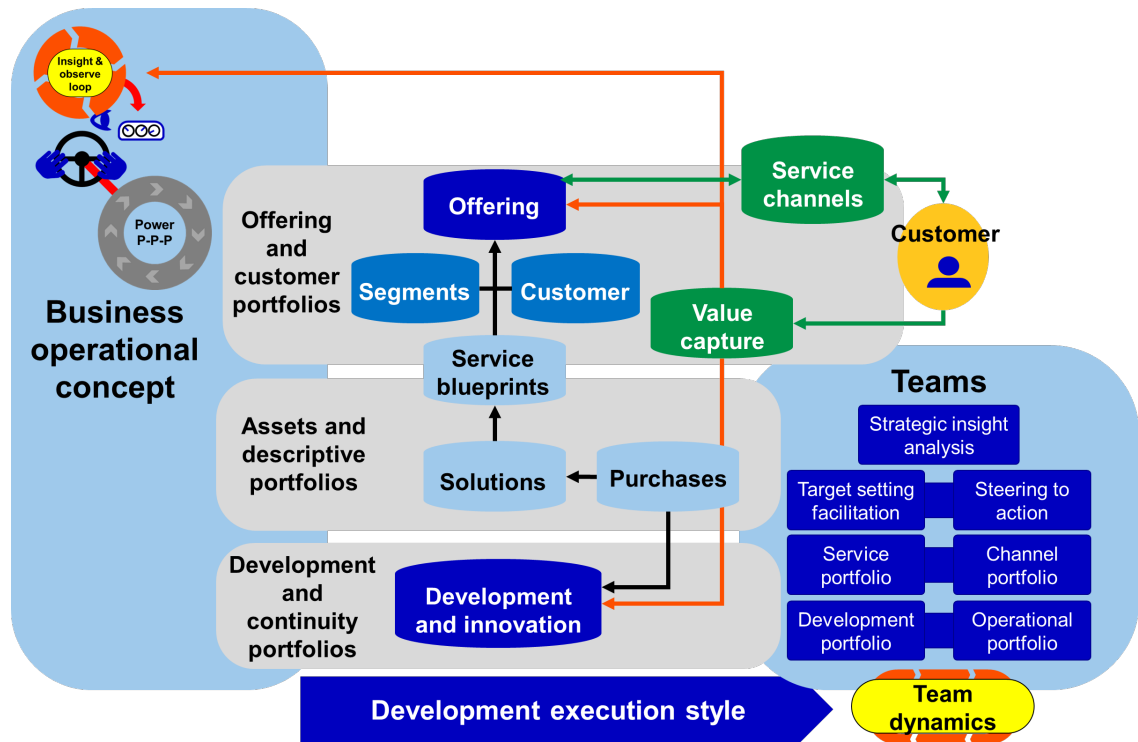 Insight &
observe
loop
Power
P-P-P
Business
operational
concept
Offering
and
customer
portfolios
Offering
Service
channels
Customer
Segments
Customer
Value
capture
Service
blueprints
Assets and
descriptive
portfolios
Solutions
Purchases
Development
and
continuity
portfolios
Development
and innovation
Teams
Strategic insight
analysis
Target setting
facilitation
Steering to
action
Service
portfolio
Channel
portfolio
Development
portfolio
Operational
portfolio
Development execution style
Team
dynamics